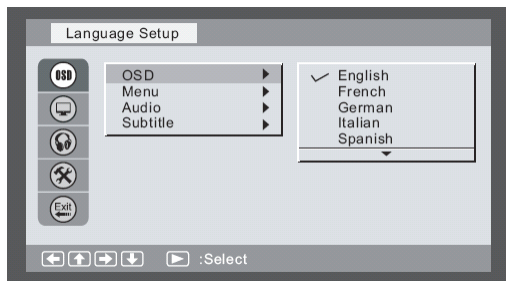 Language Setup
OSD
OSD
Menu
Audio
Subtitle
English
French
German
Italian
Spanish
Exit
:Select